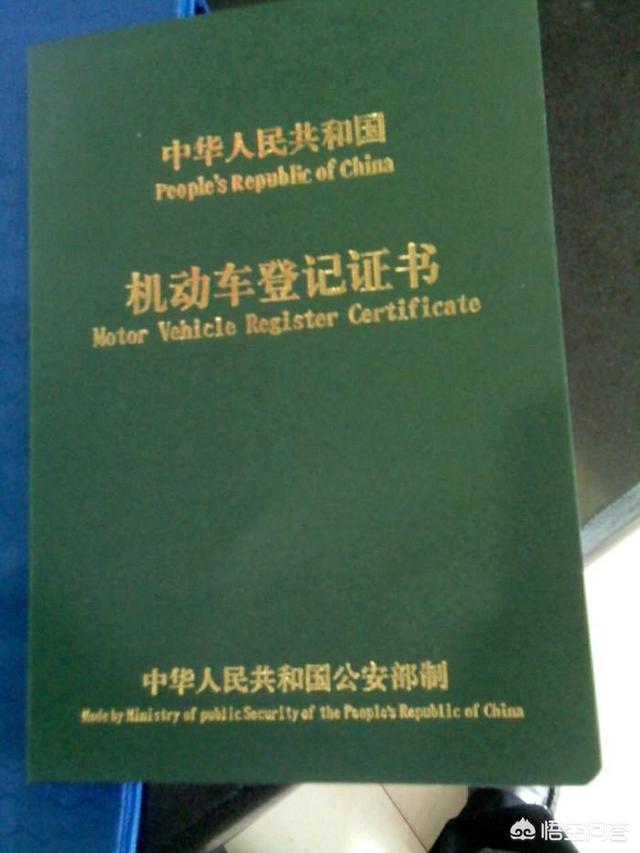 中华人民共和国
People's Republic of China
机动车登记证书
Motor Vehicle Register Certificate
中华人民共和国公安部制
Made by Ministry of public Security of the People's Republic of China
悟空问答